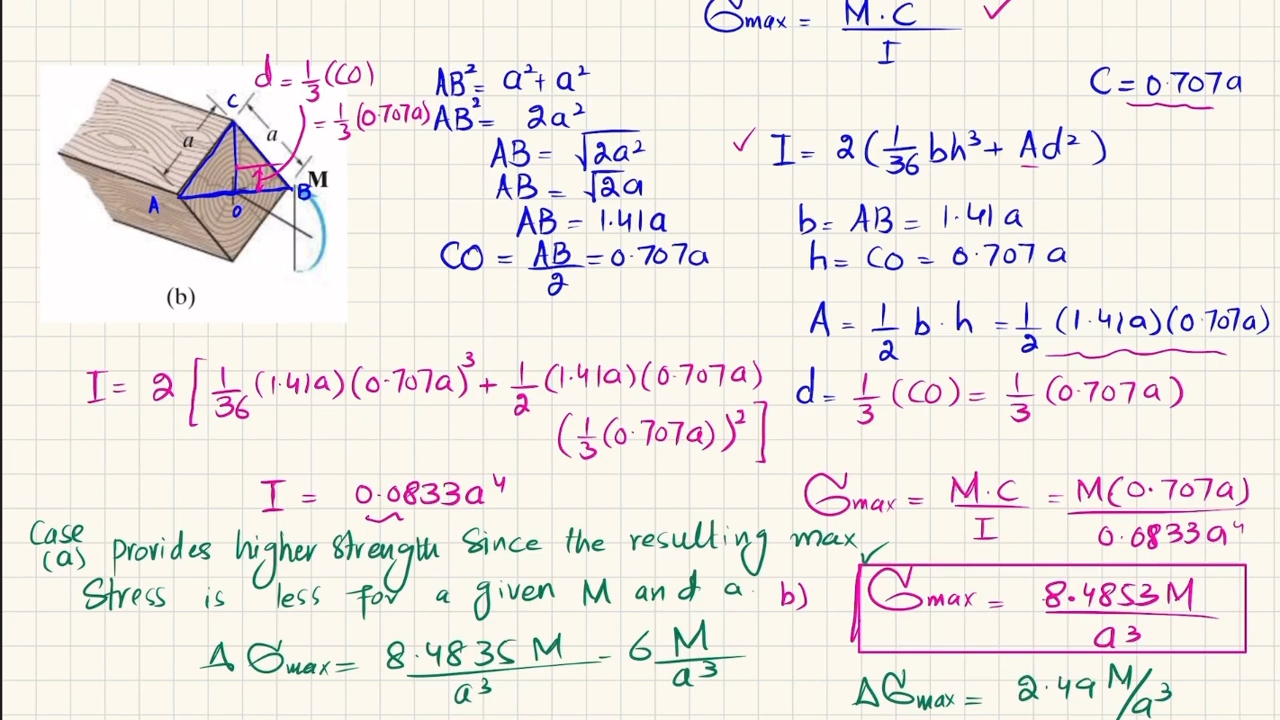 σmax = M·C / I ✓
C = 0.707a
d = 1/3 (CO)
= 1/3 (0.707a)
C
a
a
M
A
B
O
(b)
AB² = a² + a²
AB² = 2a²
AB = √2a²
AB = √2 a
AB = 1.41a
CO = AB/2 = 0.707a
✓ I = 2(1/36 bh³ + Ad²)
b = AB = 1.41a
h = CO = 0.707a
A = 1/2 b·h = 1/2 (1.41a)(0.707a)
d = 1/3 (CO) = 1/3 (0.707a)
I = 2 [1/36 (1.41a)(0.707a)³ + 1/2 (1.41a)(0.707a)
(1/3 (0.707a))²]
I = 0.0833a⁴
σmax = M·C / I = M(0.707a) / 0.0833a⁴
Case
(a) provides higher strength Since the resulting max
Stress is less for a given M and a.
b) ✓ σmax = 8.4853M / a³
Δσmax = 8.4835 M / a³ - 6 M / a³
Δσmax = 2.49 M/a³